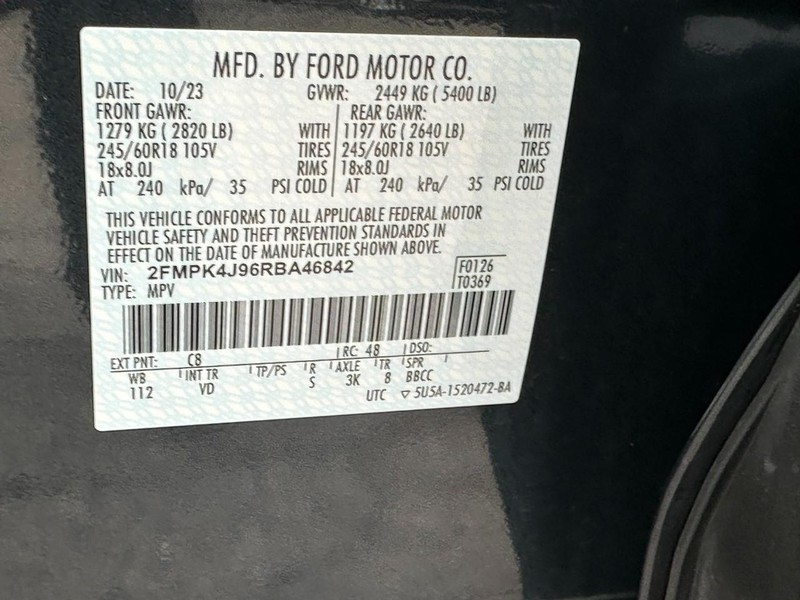 MFD. BY FORD MOTOR CO.
DATE: 10/23 GVWR: 2449 KG ( 5400 LB)
FRONT GAWR: REAR GAWR:
1279 KG ( 2820 LB) WITH 1197 KG ( 2640 LB) WITH
245/60R18 105V TIRES 245/60R18 105V TIRES
18x8.0J RIMS 18x8.0J RIMS
AT 240 kPa/ 35 PSI COLD AT 240 kPa/ 35 PSI COLD
THIS VEHICLE CONFORMS TO ALL APPLICABLE FEDERAL MOTOR
VEHICLE SAFETY AND THEFT PREVENTION STANDARDS IN
EFFECT ON THE DATE OF MANUFACTURE SHOWN ABOVE.
VIN: 2FMPK4J96RBA46842 F0126
TYPE: MPV T0369
EXT PNT: C8 RC: 48 DSO:
WB INT TR TP/PS R AXLE TR SPR
112 VD S 3K 8 BBCC
UTC ▽ 5U5A-1520472-BA